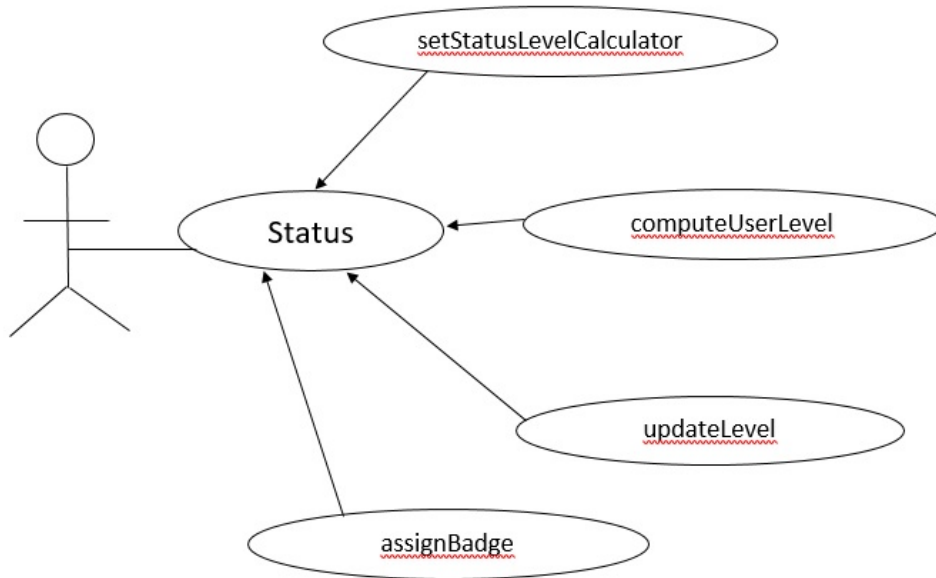 setStatusLevelCalculator
computeUserLevel
Status
updateLevel
assignBadge